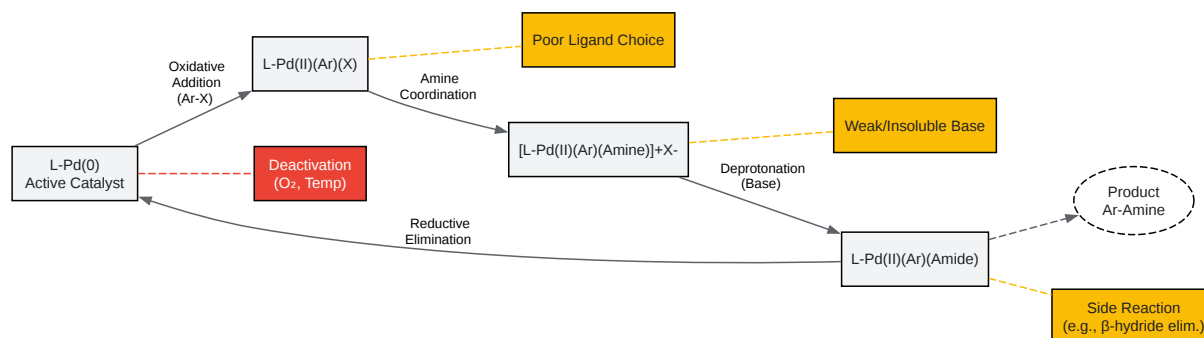 Poor Ligand Choice
Oxidative
Addition
(Ar-X)
L-Pd(II)(Ar)(X)
Amine
Coordination
[L-Pd(II)(Ar)(Amine)]+X-
Weak/Insoluble Base
L-Pd(0)
Active Catalyst
Deactivation
(O₂, Temp)
Deprotonation
(Base)
Product
Ar-Amine
Reductive
Elimination
L-Pd(II)(Ar)(Amide)
Side Reaction
(e.g., β-hydride elim.)